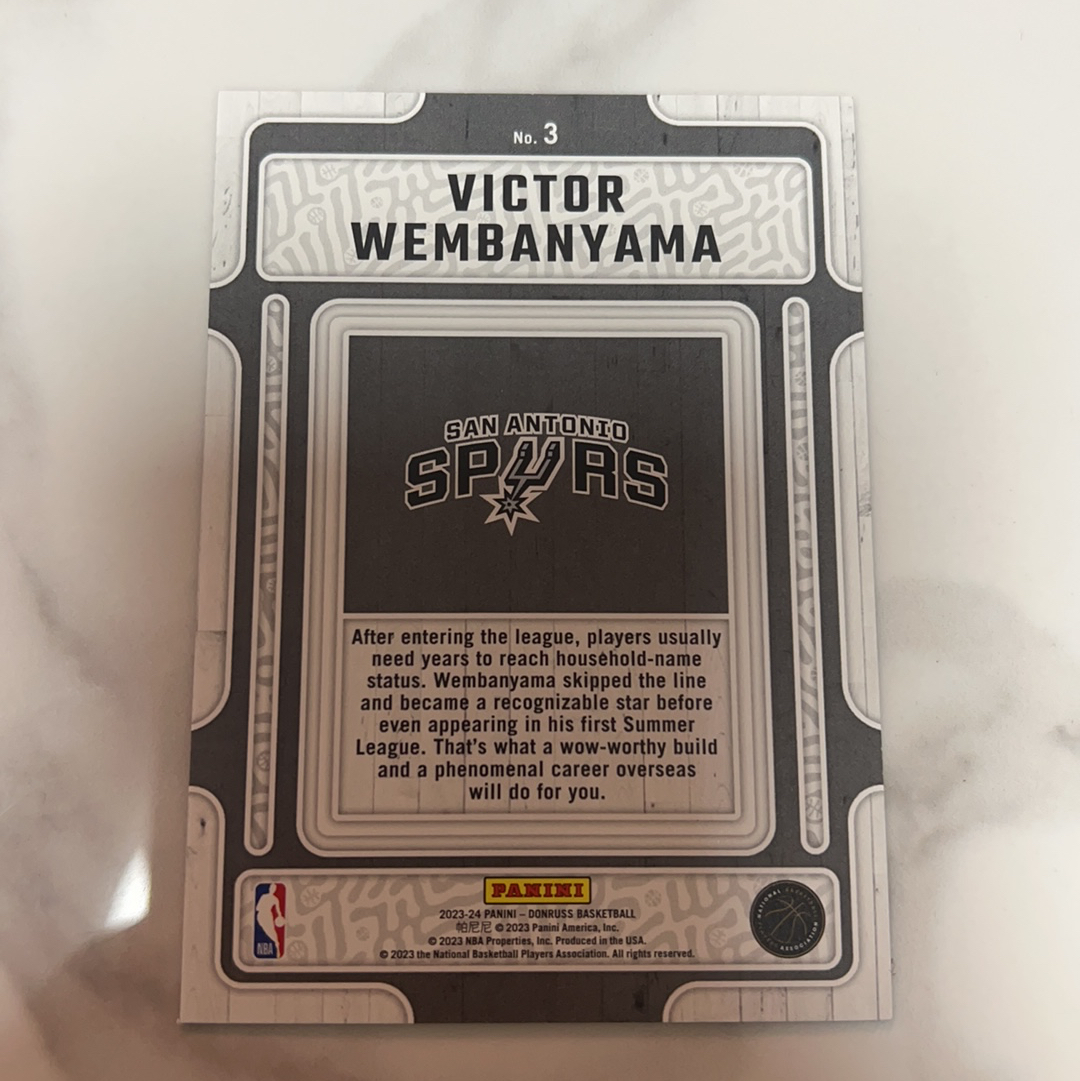 No. 3
VICTOR
WEMBANYAMA
SAN ANTONIO
SPURS
After entering the league, players usually
need years to reach household-name
status. Wembanyama skipped the line
and became a recognizable star before
even appearing in his first Summer
League. That's what a wow-worthy build
and a phenomenal career overseas
will do for you.
PANINI
2023-24 PANINI – DONRUSS BASKETBALL
帕尼尼 © 2023 Panini America, Inc.
© 2023 NBA Properties, Inc. Produced in the USA.
© 2023 the National Basketball Players Association. All rights reserved.
NBA
NATIONAL BASKETBALL PLAYERS ASSOCIATION